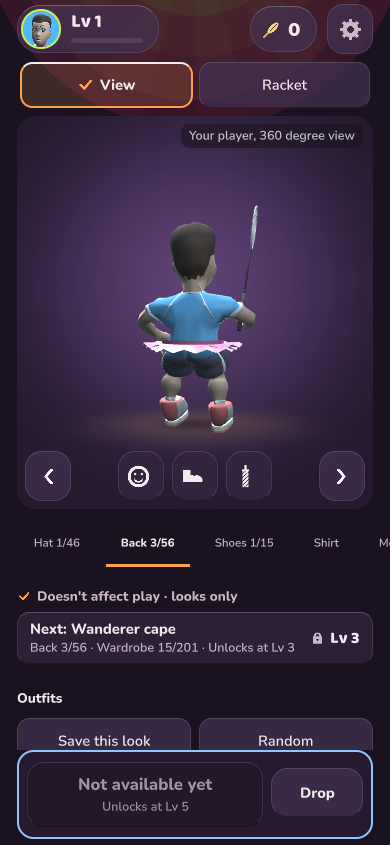 Lv 1
0
View
Racket
Your player, 360 degree view
Hat 1/46
Back 3/56
Shoes 1/15
Shirt
Doesn't affect play · looks only
Next: Wanderer cape
Back 3/56 · Wardrobe 15/201 · Unlocks at Lv 3
Lv 3
Outfits
Save this look
Random
Not available yet
Unlocks at Lv 5
Drop